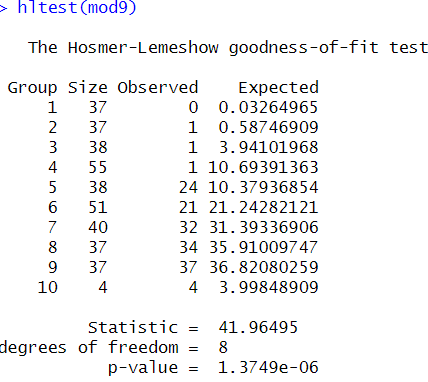 > hltest(mod9)
The Hosmer-Lemeshow goodness-of-fit test
Group Size Observed Expected
1 37 0 0.03264965
2 37 1 0.58746909
3 38 1 3.94101968
4 55 1 10.69391363
5 38 24 10.37936854
6 51 21 21.24282121
7 40 32 31.39336906
8 37 34 35.91009747
9 37 37 36.82080259
10 4 4 3.99848909
Statistic = 41.96495
degrees of freedom = 8
p-value = 1.3749e-06